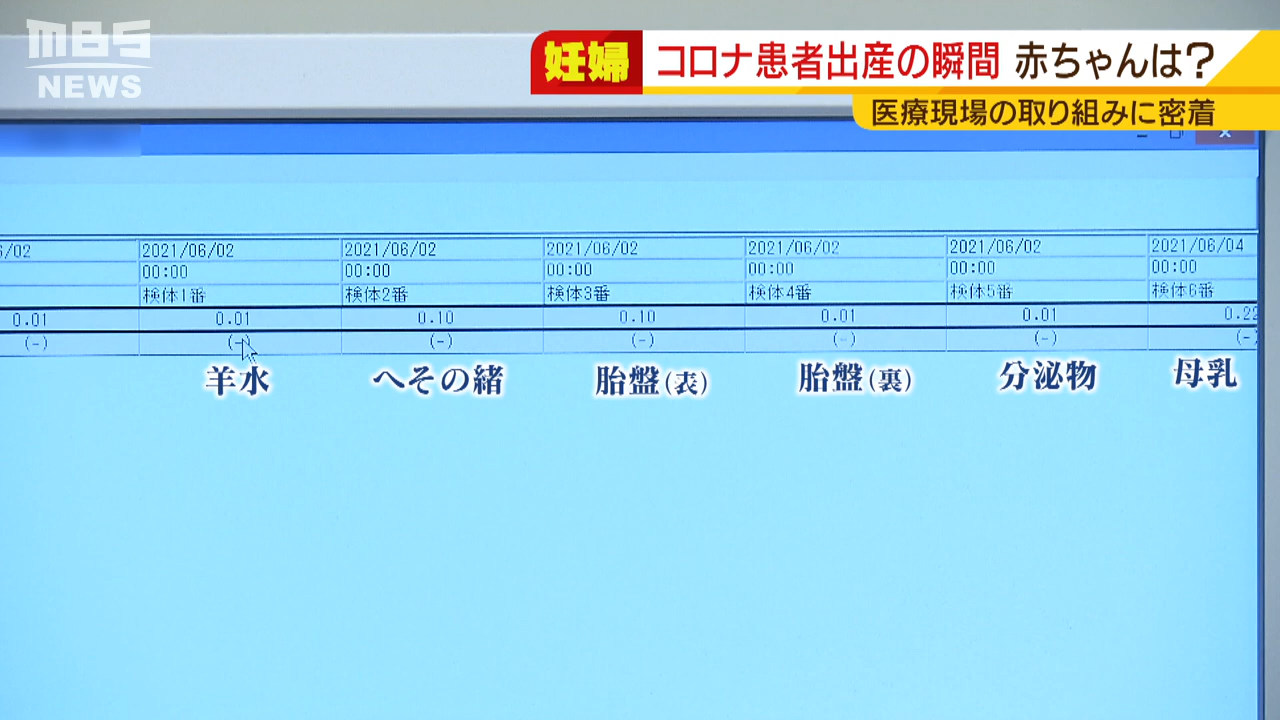 MBS
NEWS
妊婦 コロナ患者出産の瞬間 赤ちゃんは?
医療現場の取り組みに密着
/02 2021/06/02 2021/06/02 2021/06/02 2021/06/02 2021/06/02 2021/06/04
00:00 00:00 00:00 00:00 00:00 00:00
検体1番 検体2番 検体3番 検体4番 検体5番 検体6番
0.01 0.01 0.10 0.10 0.01 0.01 0.22
(-) (-) (-) (-) (-) (-) (-)
羊水 へその緒 胎盤(表) 胎盤(裏) 分泌物 母乳